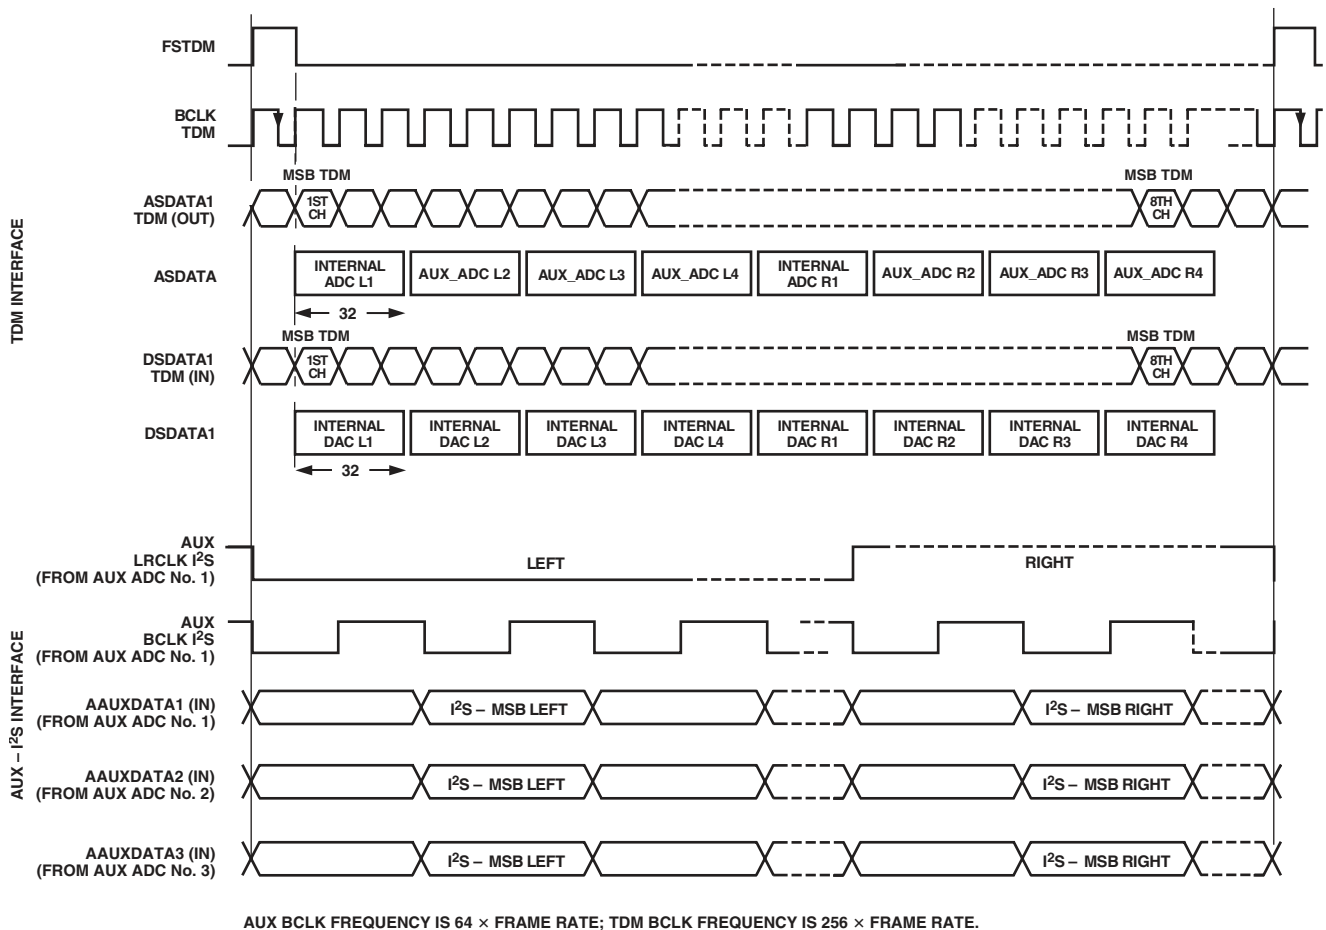 FSTDM
BCLK
TDM
MSB TDM
MSB TDM
ASDATA1
TDM (OUT)
1ST
CH
8TH
CH
TDM INTERFACE
ASDATA
INTERNAL
ADC L1
AUX_ADC L2
AUX_ADC L3
AUX_ADC L4
INTERNAL
ADC R1
AUX_ADC R2
AUX_ADC R3
AUX_ADC R4
32
MSB TDM
MSB TDM
DSDATA1
TDM (IN)
1ST
CH
8TH
CH
DSDATA1
INTERNAL
DAC L1
INTERNAL
DAC L2
INTERNAL
DAC L3
INTERNAL
DAC L4
INTERNAL
DAC R1
INTERNAL
DAC R2
INTERNAL
DAC R3
INTERNAL
DAC R4
32
AUX
LRCLK I²S
(FROM AUX ADC No. 1)
LEFT
RIGHT
AUX – I²S INTERFACE
AUX
BCLK I²S
(FROM AUX ADC No. 1)
AAUXDATA1 (IN)
(FROM AUX ADC No. 1)
I²S – MSB LEFT
I²S – MSB RIGHT
AAUXDATA2 (IN)
(FROM AUX ADC No. 2)
I²S – MSB LEFT
I²S – MSB RIGHT
AAUXDATA3 (IN)
(FROM AUX ADC No. 3)
I²S – MSB LEFT
I²S – MSB RIGHT
AUX BCLK FREQUENCY IS 64 × FRAME RATE; TDM BCLK FREQUENCY IS 256 × FRAME RATE.